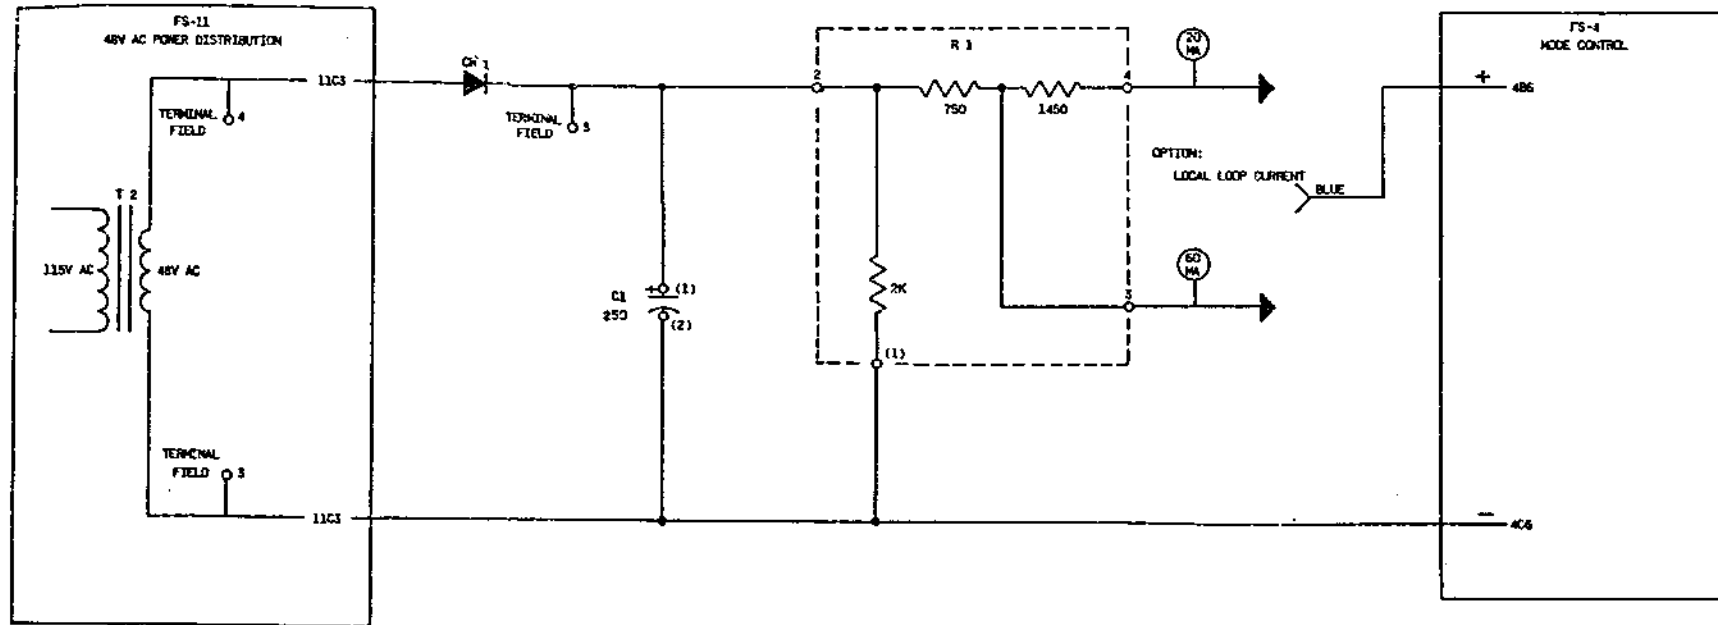 FS-11
48V AC POWER DISTRIBUTION
11C3
TERMINAL
FIELD
4
T 2
115V AC
48V AC
TERMINAL
FIELD
3
11C3
CR 1
TERMINAL
FIELD
5
C1
250
+
(1)
(2)
R 1
2
750
1450
4
2K
(1)
3
20
MA
OPTION:
LOCAL LOOP CURRENT
BLUE
60
MA
FS-4
MODE CONTROL
+
4B6
-
4C6